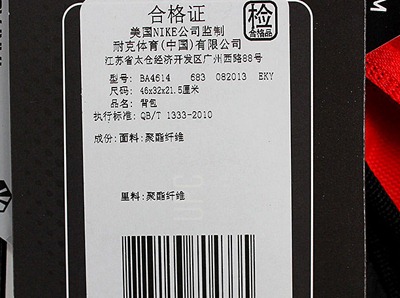 合格证
检
合格品
美国NIKE公司监制
耐克体育(中国)有限公司
江苏省太仓经济开发区广州西路88号
型号: BA4614 683 082013 EKY
尺码: 46x32x21.5厘米
品名: 背包
执行标准: QB/T 1333-2010
成份: 面料: 聚酯纤维
里料: 聚酯纤维
M